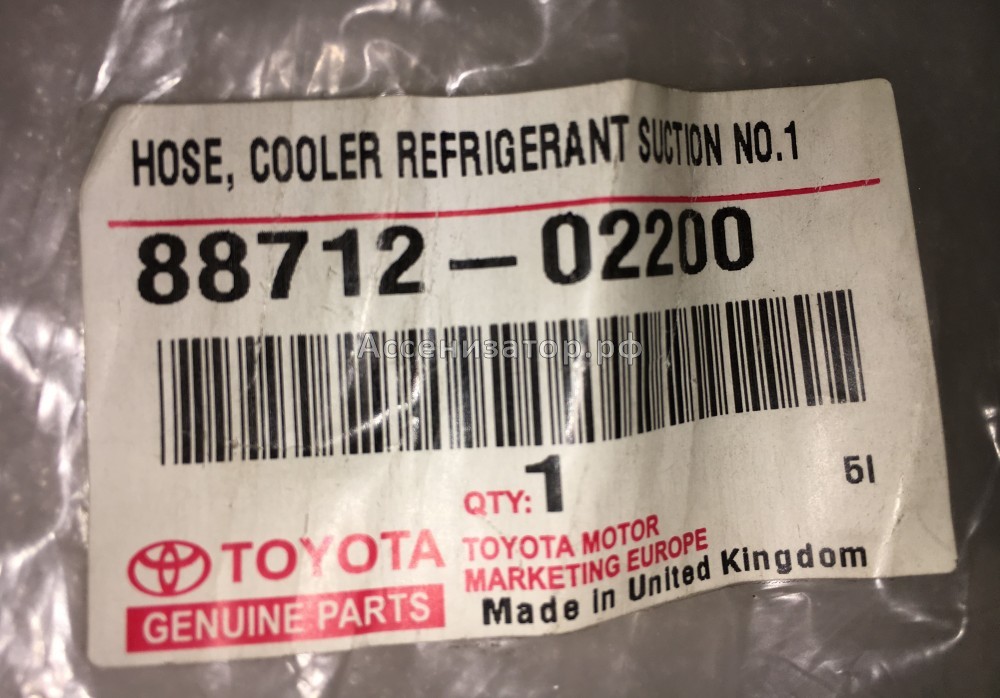 HOSE, COOLER REFRIGERANT SUCTION NO.1
88712-02200
Ассенизатор.рф
QTY: 1
5I
TOYOTA
GENUINE PARTS
TOYOTA MOTOR
MARKETING EUROPE
Made in United Kingdom